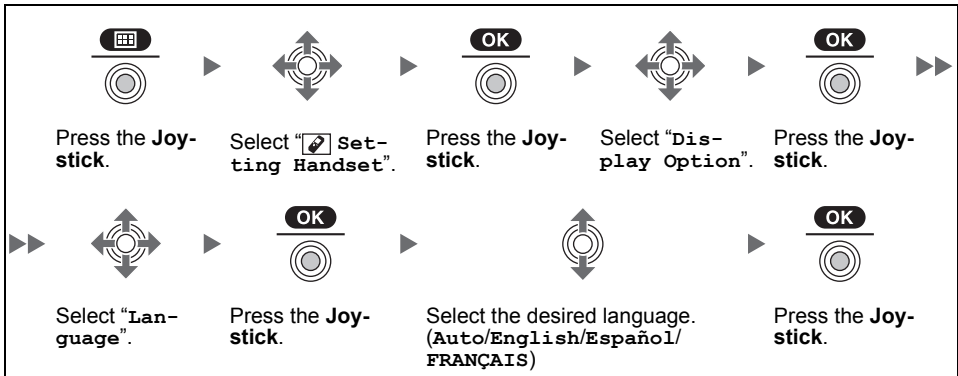 OK
OK
Press the Joy-
stick.
Select “ Set-
ting Handset”.
Press the Joy-
stick.
Select “Dis-
play Option”.
Press the Joy-
stick.
OK
OK
Select “Lan-
guage”.
Press the Joy-
stick.
Select the desired language.
(Auto/English/Español/
FRANÇAIS)
Press the Joy-
stick.